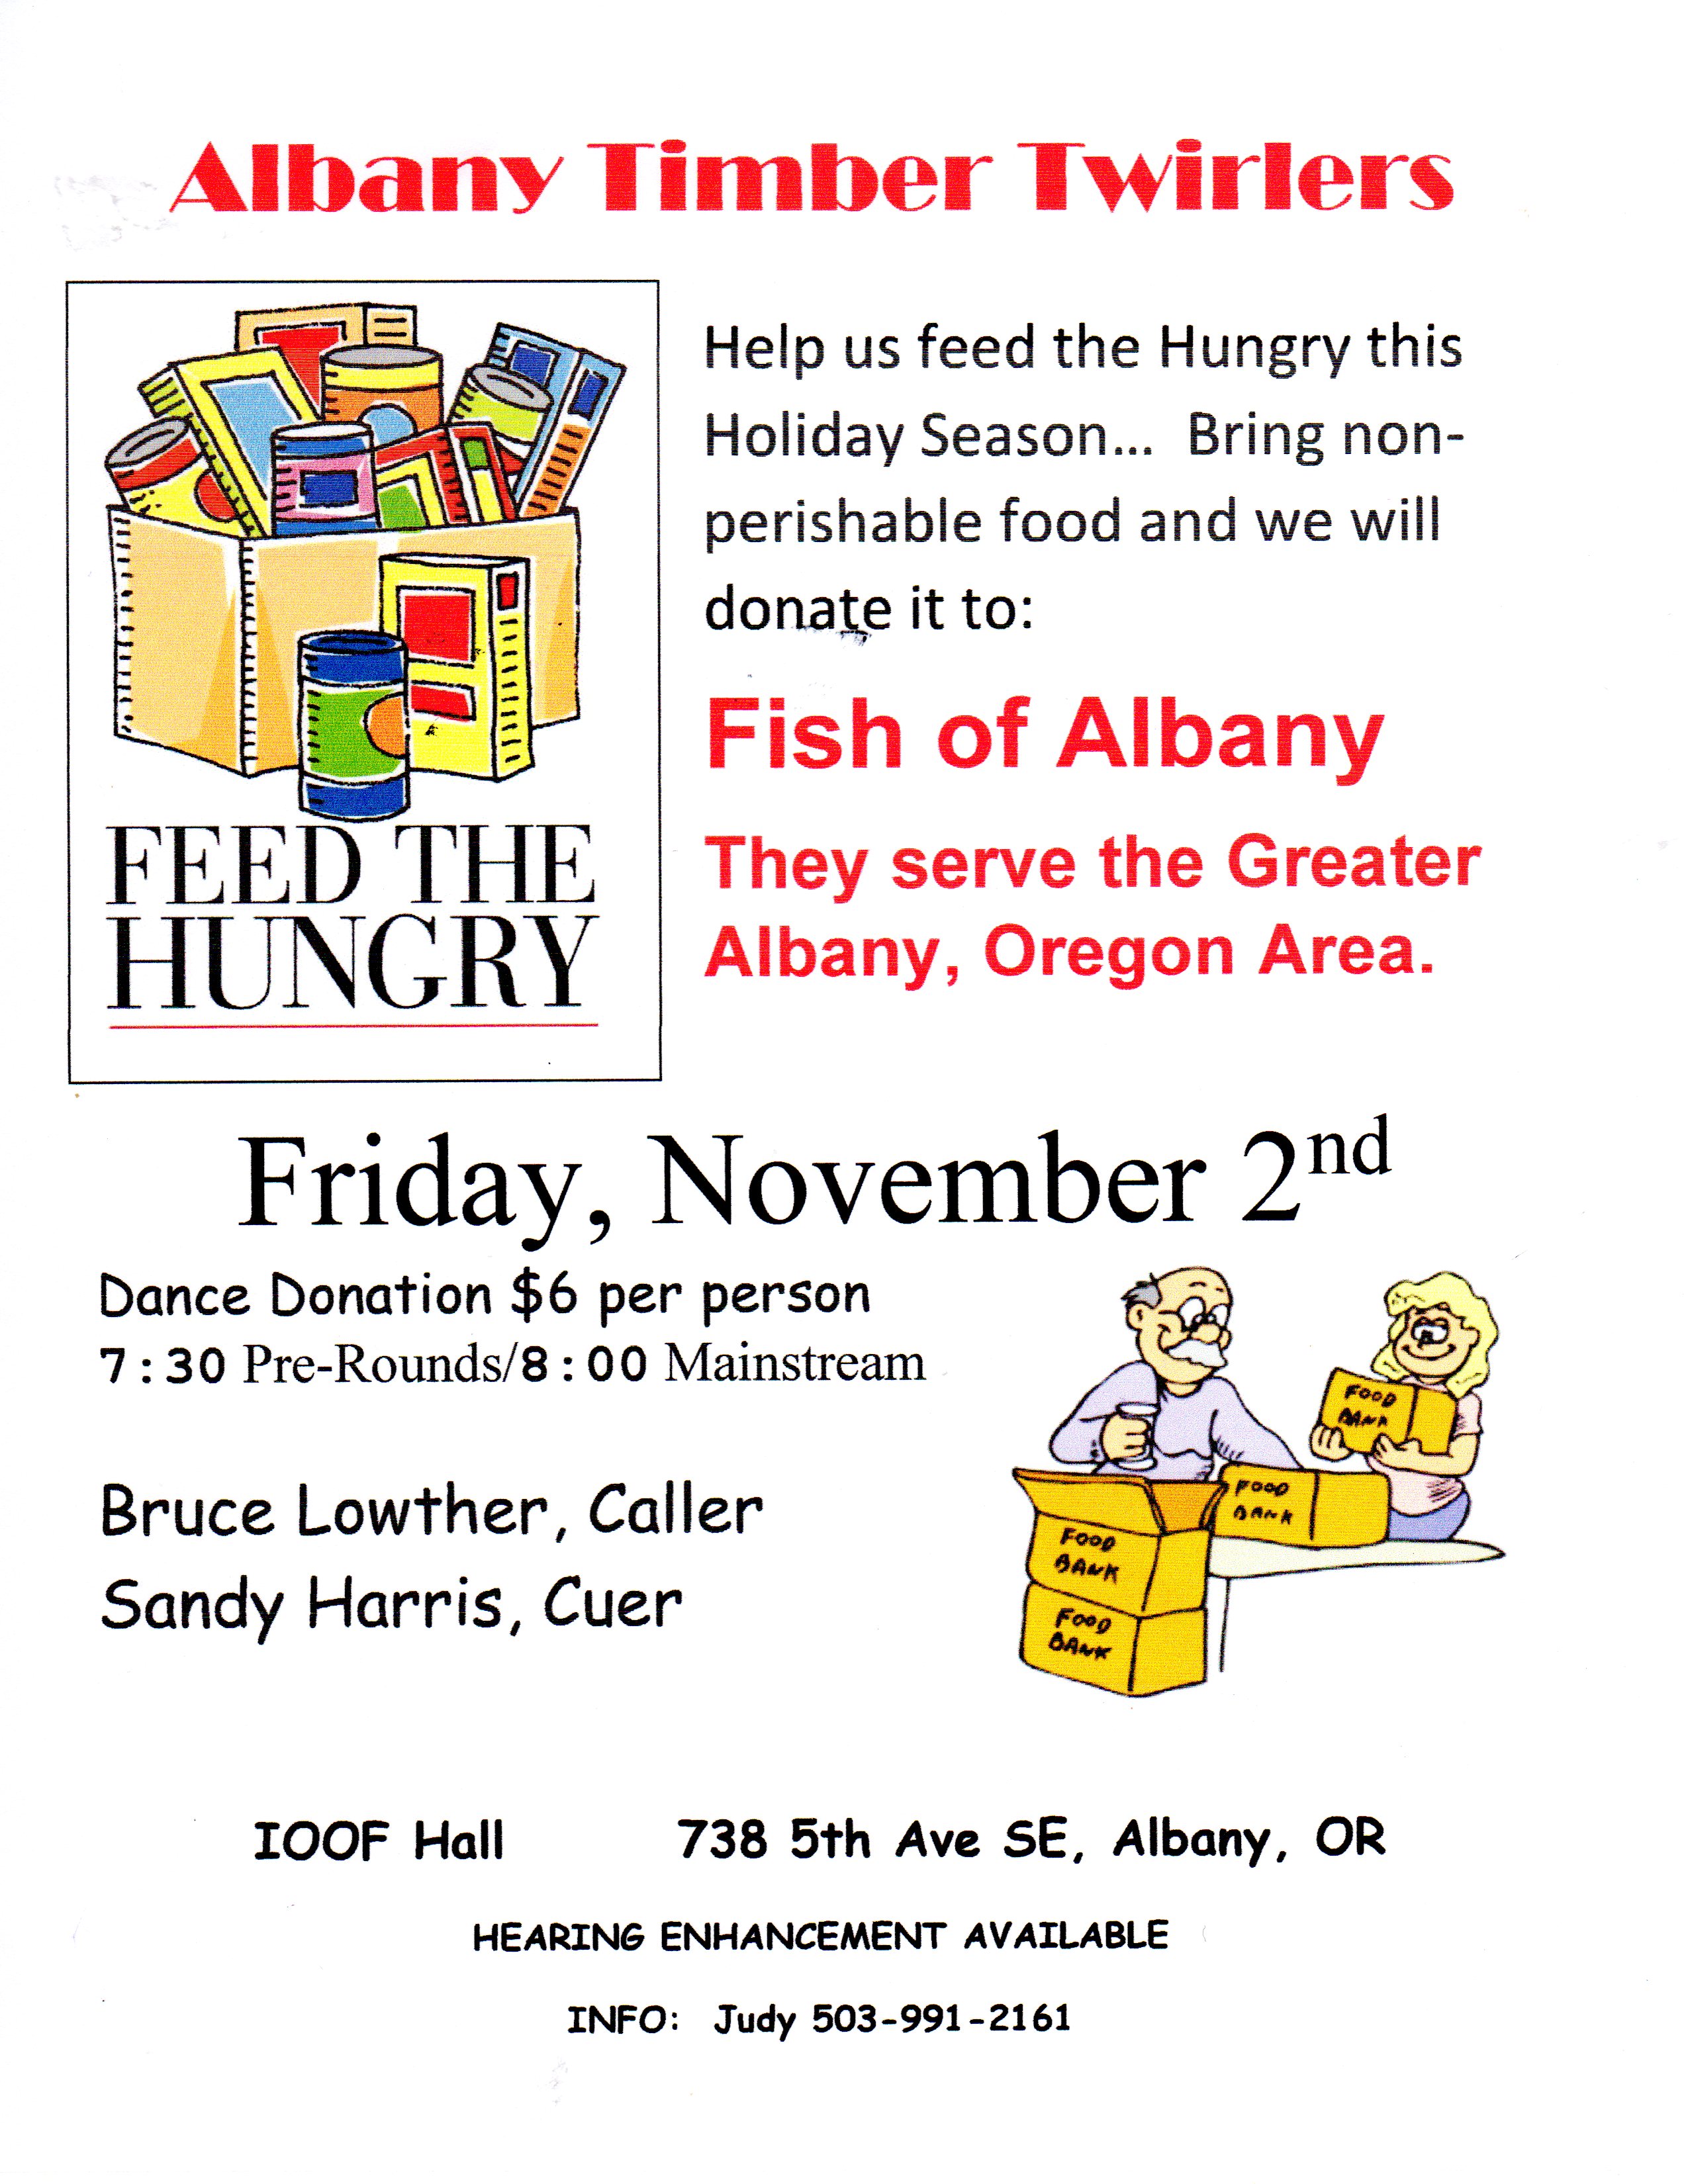 Albany Timber Twirlers
Help us feed the Hungry this
Holiday Season... Bring non-
perishable food and we will
donate it to:
Fish of Albany
They serve the Greater
Albany, Oregon Area.
FEED THE
HUNGRY
Friday, November 2nd
Dance Donation $6 per person
7:30 Pre-Rounds/8:00 Mainstream
Bruce Lowther, Caller
Sandy Harris, Cuer
FOOD
BANK
FOOD
BANK
FOOD
BANK
FOOD
BANK
IOOF Hall 738 5th Ave SE, Albany, OR
HEARING ENHANCEMENT AVAILABLE
INFO: Judy 503-991-2161